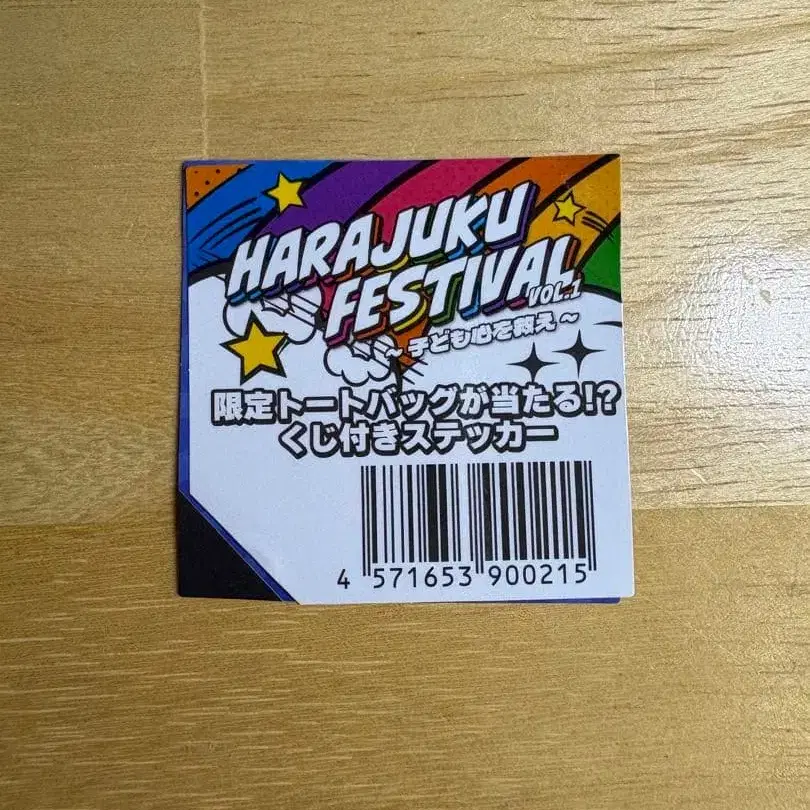 HARAJUKU
FESTIVAL
VOL.1
~子ども心を救え~
限定トートバッグが当たる!?
くじ付きステッカー
4 571653 900215